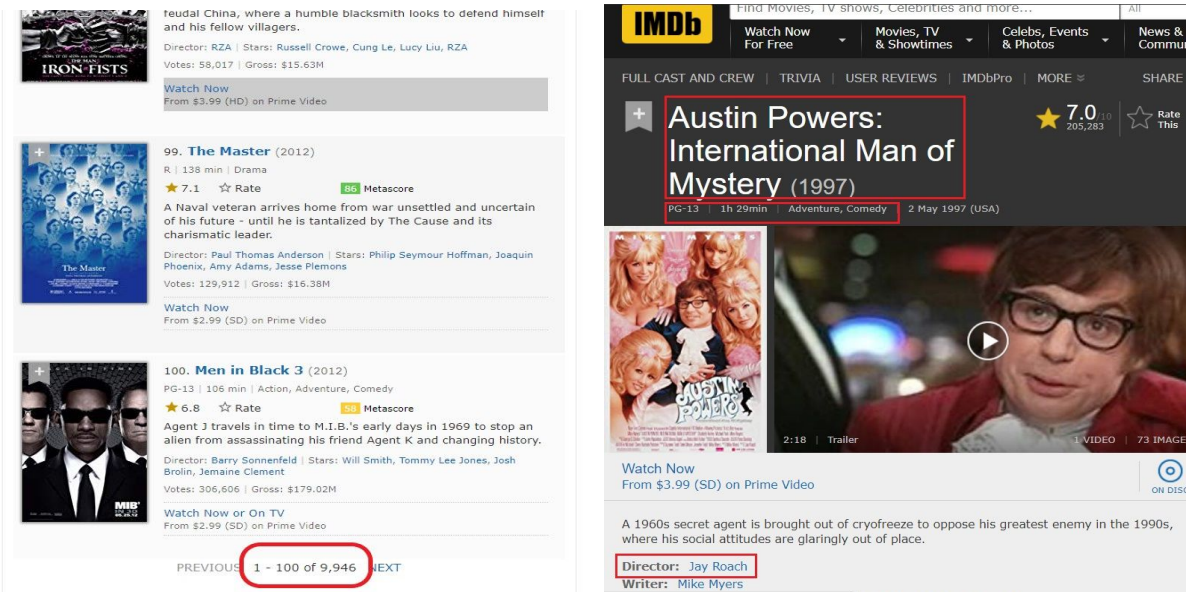 feudal China, where a humble blacksmith looks to defend himself
and his fellow villagers.
Director: RZA | Stars: Russell Crowe, Cung Le, Lucy Liu, RZA
Votes: 58,017 | Gross: $15.63M
IRON FISTS
Watch Now
From $3.99 (HD) on Prime Video
99. The Master (2012)
R | 138 min | Drama
7.1 Rate 86 Metascore
A Naval veteran arrives home from war unsettled and uncertain
of his future - until he is tantalized by The Cause and its
charismatic leader.
Director: Paul Thomas Anderson | Stars: Philip Seymour Hoffman, Joaquin
Phoenix, Amy Adams, Jesse Plemons
The Master
Votes: 129,912 | Gross: $16.38M
Watch Now
From $2.99 (SD) on Prime Video
100. Men in Black 3 (2012)
PG-13 | 106 min | Action, Adventure, Comedy
6.8 Rate 58 Metascore
Agent J travels in time to M.I.B.'s early days in 1969 to stop an
alien from assassinating his friend Agent K and changing history.
Director: Barry Sonnenfeld | Stars: Will Smith, Tommy Lee Jones, Josh
Brolin, Jemaine Clement
Votes: 306,606 | Gross: $179.02M
MIB³
IN 3D
Watch Now or On TV
From $2.99 (SD) on Prime Video
PREVIOUS 1 - 100 of 9,946 NEXT
IMDb
Find Movies, TV shows, Celebrities and more...
All
Watch Now
For Free
Movies, TV
& Showtimes
Celebs, Events
& Photos
News &
Commu
FULL CAST AND CREW | TRIVIA | USER REVIEWS | IMDbPro | MORE SHARE
Austin Powers:
International Man of
Mystery (1997)
7.0/10
205,283
Rate
This
PG-13 | 1h 29min | Adventure, Comedy | 2 May 1997 (USA)
MIKE MYERS
AUSTIN
POWERS
2:18 | Trailer
1 VIDEO | 73 IMAGE
Watch Now
From $3.99 (SD) on Prime Video
ON DISC
A 1960s secret agent is brought out of cryofreeze to oppose his greatest enemy in the 1990s,
where his social attitudes are glaringly out of place.
Director: Jay Roach
Writer: Mike Myers